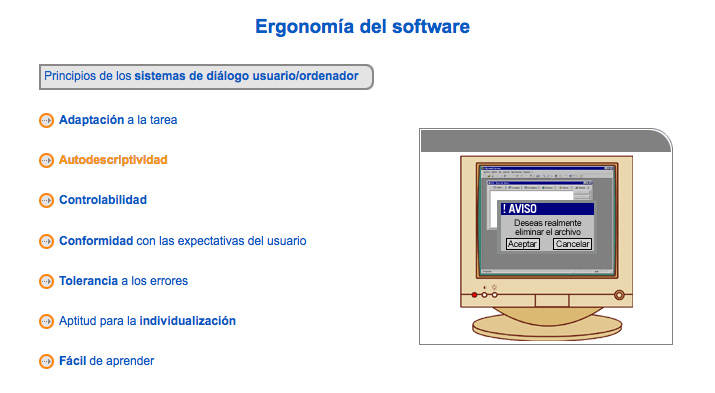 Ergonomía del software
Principios de los sistemas de diálogo usuario/ordenador
Adaptación a la tarea
Autodescriptividad
Controlabilidad
Conformidad con las expectativas del usuario
Tolerancia a los errores
Aptitud para la individualización
Fácil de aprender
! AVISO
Deseas realmente
eliminar el archivo
Aceptar Cancelar